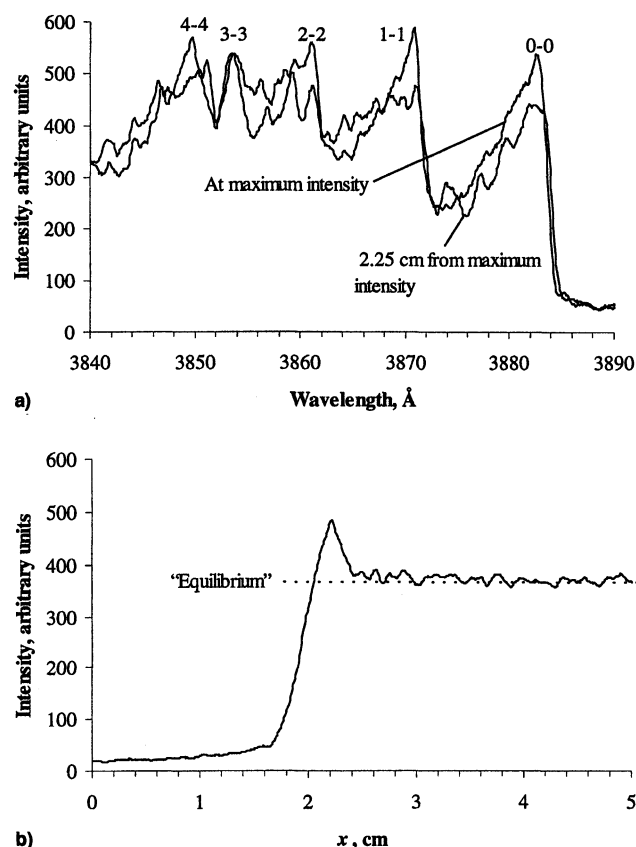 600
500
400
300
200
100
0
Intensity, arbitrary units
4-4 3-3 2-2 1-1 0-0
At maximum intensity
2.25 cm from maximum
intensity
3840 3850 3860 3870 3880 3890
Wavelength, Å
a)
600
500
400
300
200
100
0
Intensity, arbitrary units
“Equilibrium”
0 1 2 3 4 5
x, cm
b)